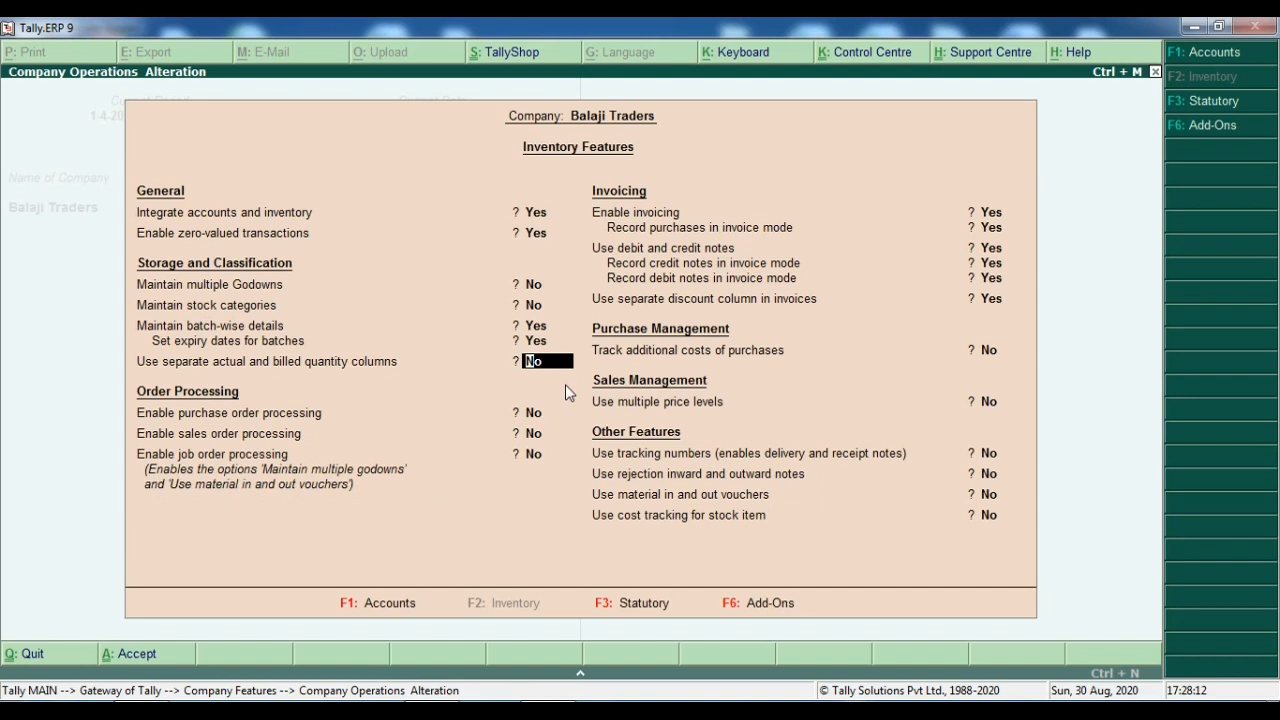 Tally.ERP 9
P: Print E: Export M: E-Mail O: Upload S: TallyShop G: Language K: Keyboard K: Control Centre H: Support Centre H: Help
F1: Accounts
Company Operations Alteration Ctrl + M
F2: Inventory
F3: Statutory
F6: Add-Ons
1-4.20
Name of Company
Balaji Traders
Company: Balaji Traders
Inventory Features
General
Integrate accounts and inventory ? Yes
Enable zero-valued transactions ? Yes
Storage and Classification
Maintain multiple Godowns ? No
Maintain stock categories ? No
Maintain batch-wise details ? Yes
Set expiry dates for batches ? Yes
Use separate actual and billed quantity columns ? No
Order Processing
Enable purchase order processing ? No
Enable sales order processing ? No
Enable job order processing ? No
(Enables the options 'Maintain multiple godowns'
and 'Use material in and out vouchers')
Invoicing
Enable invoicing ? Yes
Record purchases in invoice mode ? Yes
Use debit and credit notes ? Yes
Record credit notes in invoice mode ? Yes
Record debit notes in invoice mode ? Yes
Use separate discount column in invoices ? Yes
Purchase Management
Track additional costs of purchases ? No
Sales Management
Use multiple price levels ? No
Other Features
Use tracking numbers (enables delivery and receipt notes) ? No
Use rejection inward and outward notes ? No
Use material in and out vouchers ? No
Use cost tracking for stock item ? No
F1: Accounts F2: Inventory F3: Statutory F6: Add-Ons
Q: Quit A: Accept
Ctrl + N
Tally MAIN --> Gateway of Tally --> Company Features --> Company Operations Alteration © Tally Solutions Pvt Ltd., 1988-2020 Sun, 30 Aug, 2020 17:28:12